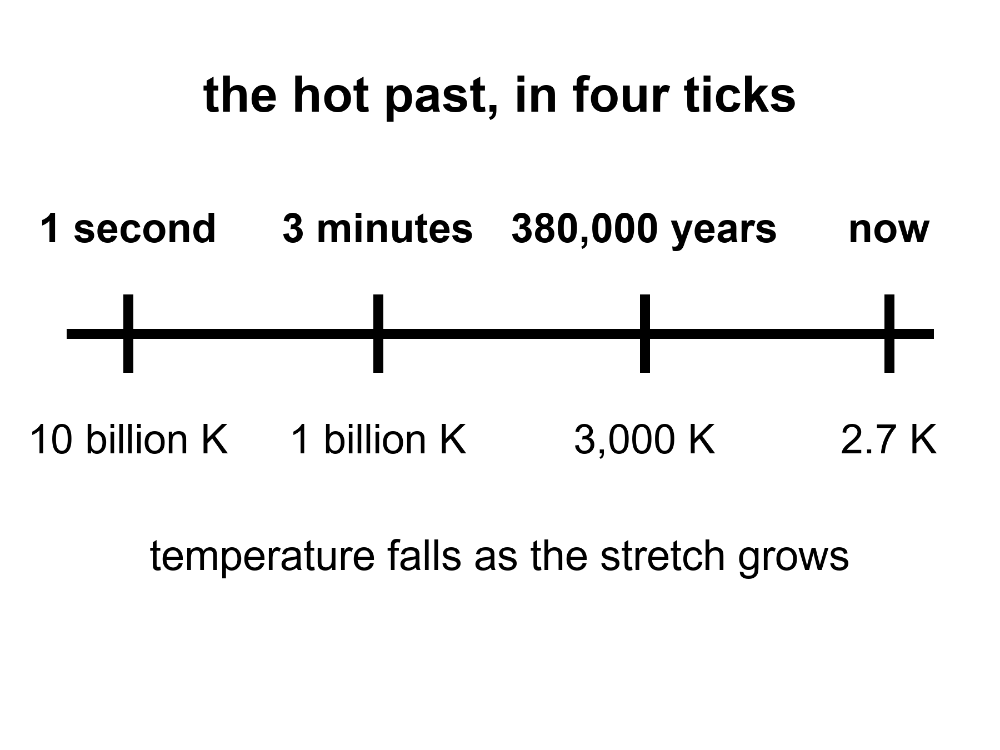 the hot past, in four ticks
1 second 3 minutes 380,000 years now
10 billion K 1 billion K 3,000 K 2.7 K
temperature falls as the stretch grows